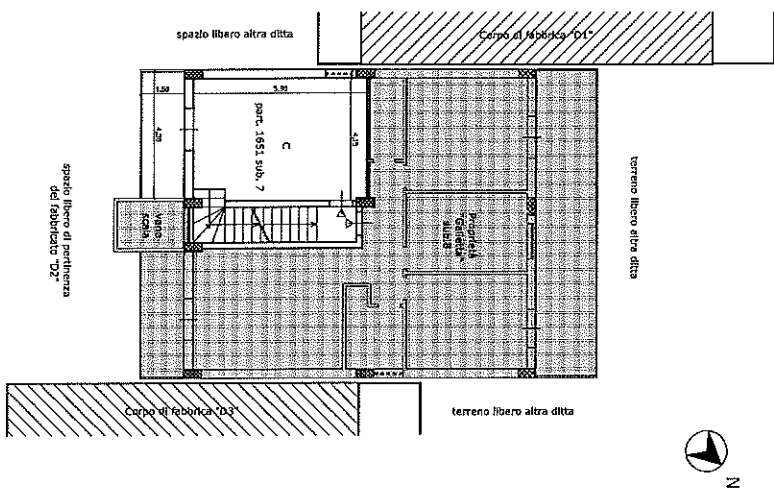 spazio libero altra ditta
Corpo di fabbrica "D1"
1.50
5.90
4.20
4.25
C
part. 1651 sub. 7
terreno libero altra ditta
Proprietà
"Galletta"
sub.8
spazio libero di pertinenza
del fabbricato "D2"
vano
scala
Corpo di fabbrica "D3"
terreno libero altra ditta
N